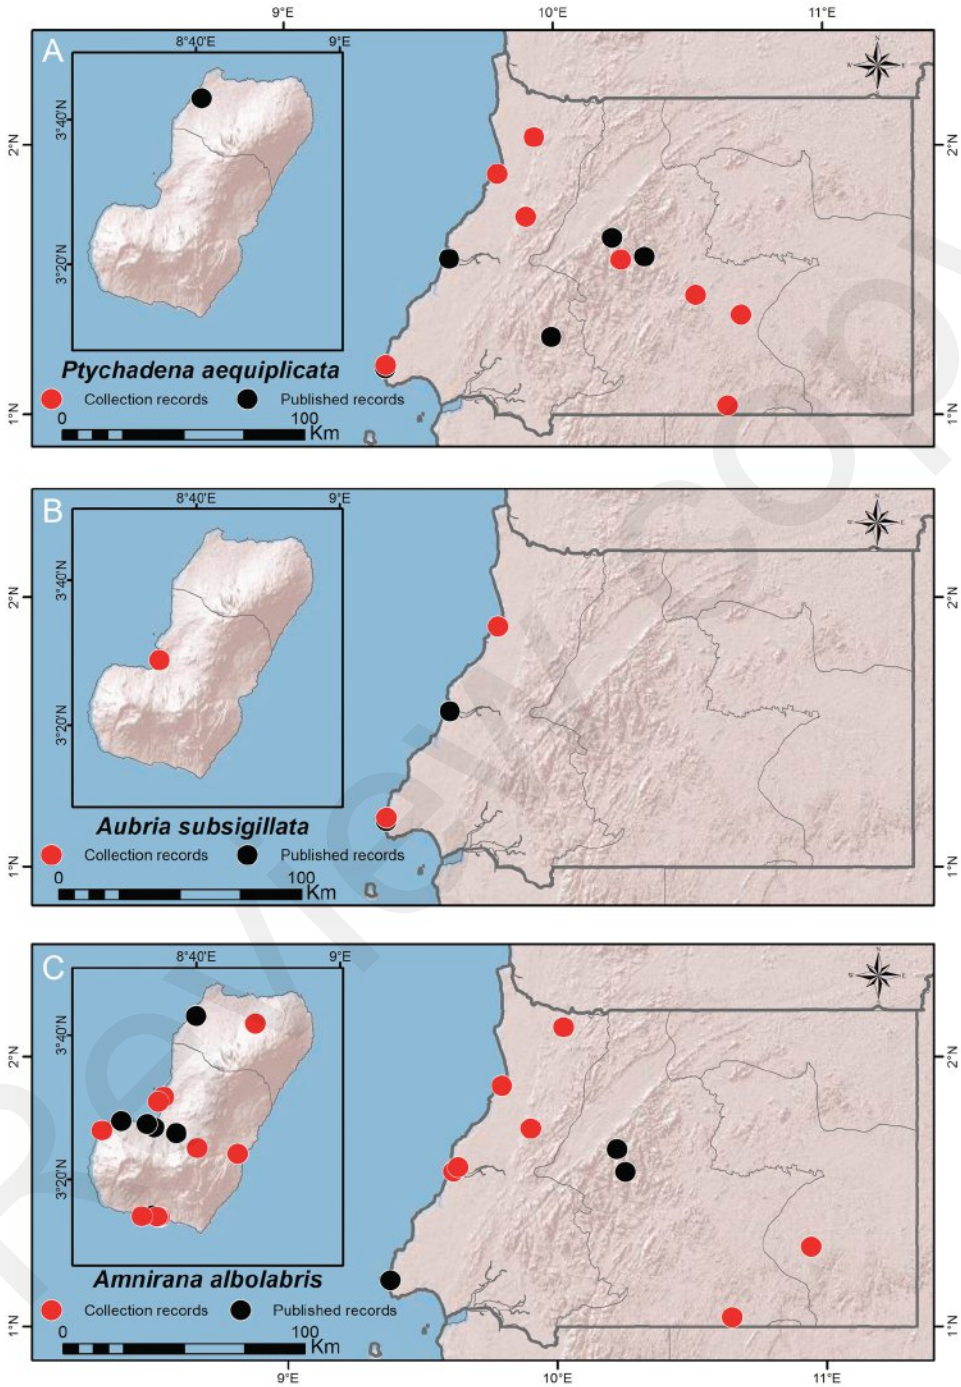 9°E 10°E 11°E
A
8°40'E 9°E
3°40'N
3°20'N
2°N 2°N
1°N 1°N
N
W E
S
Ptychadena aequiplicata
Collection records Published records
0 100
Km
B
8°40'E 9°E
3°40'N
3°20'N
2°N 2°N
1°N 1°N
N
W E
S
Aubria subsigillata
Collection records Published records
0 100
Km
C
8°40'E 9°E
3°40'N
3°20'N
2°N 2°N
1°N 1°N
N
W E
S
Amnirana albolabris
Collection records Published records
0 100
Km
9°E 10°E 11°E
Review copy